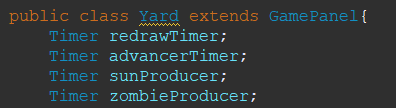 public class Yard extends GamePanel{
Timer redrawTimer;
Timer advancerTimer;
Timer sunProducer;
Timer zombieProducer;